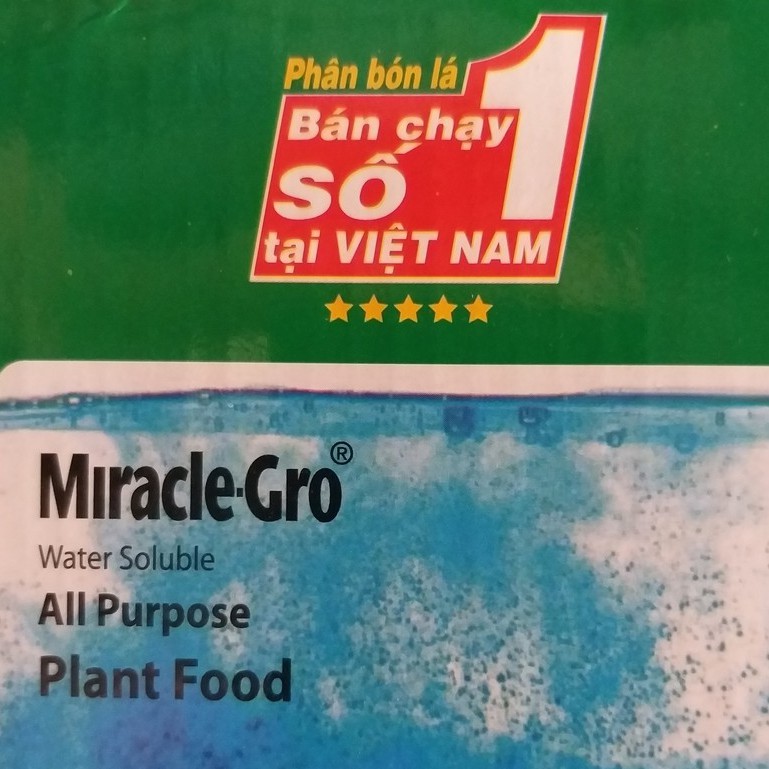 Phân bón lá
Bán chạy
số 1
tại VIỆT NAM
Miracle-Gro®
Water Soluble
All Purpose
Plant Food